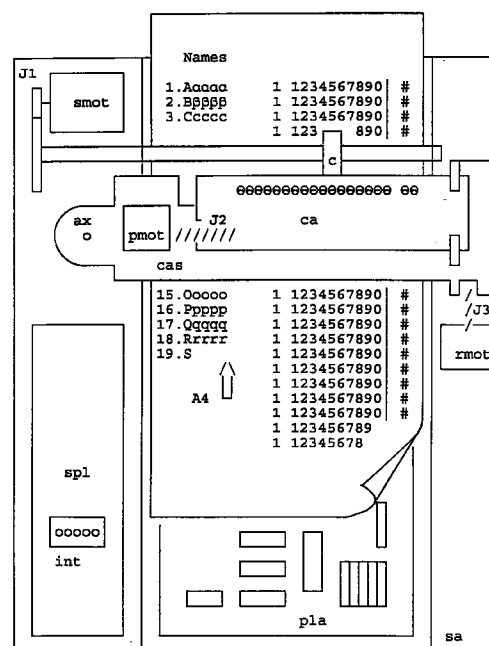 Names
J1
smot
1.Aaaaa 1 1234567890 #
2.Bββββ 1 1234567890 #
3.Ccccc 1 1234567890 #
1 123 890 #
c
θθθθθθθθθθθθθθθθθ θθ
ax
o
pmot
J2
///////
ca
cas
15.Ooooo 1 1234567890 #
16.Ppppp 1 1234567890 #
17.Qqqqq 1 1234567890 #
18.Rrrrr 1 1234567890 #
19.S 1 1234567890 #
1 1234567890 #
1 1234567890 #
1 1234567890 #
1 1234567890 #
1 123456789
1 12345678
J3
rmot
A4
spl
ooooo
int
pla
sa